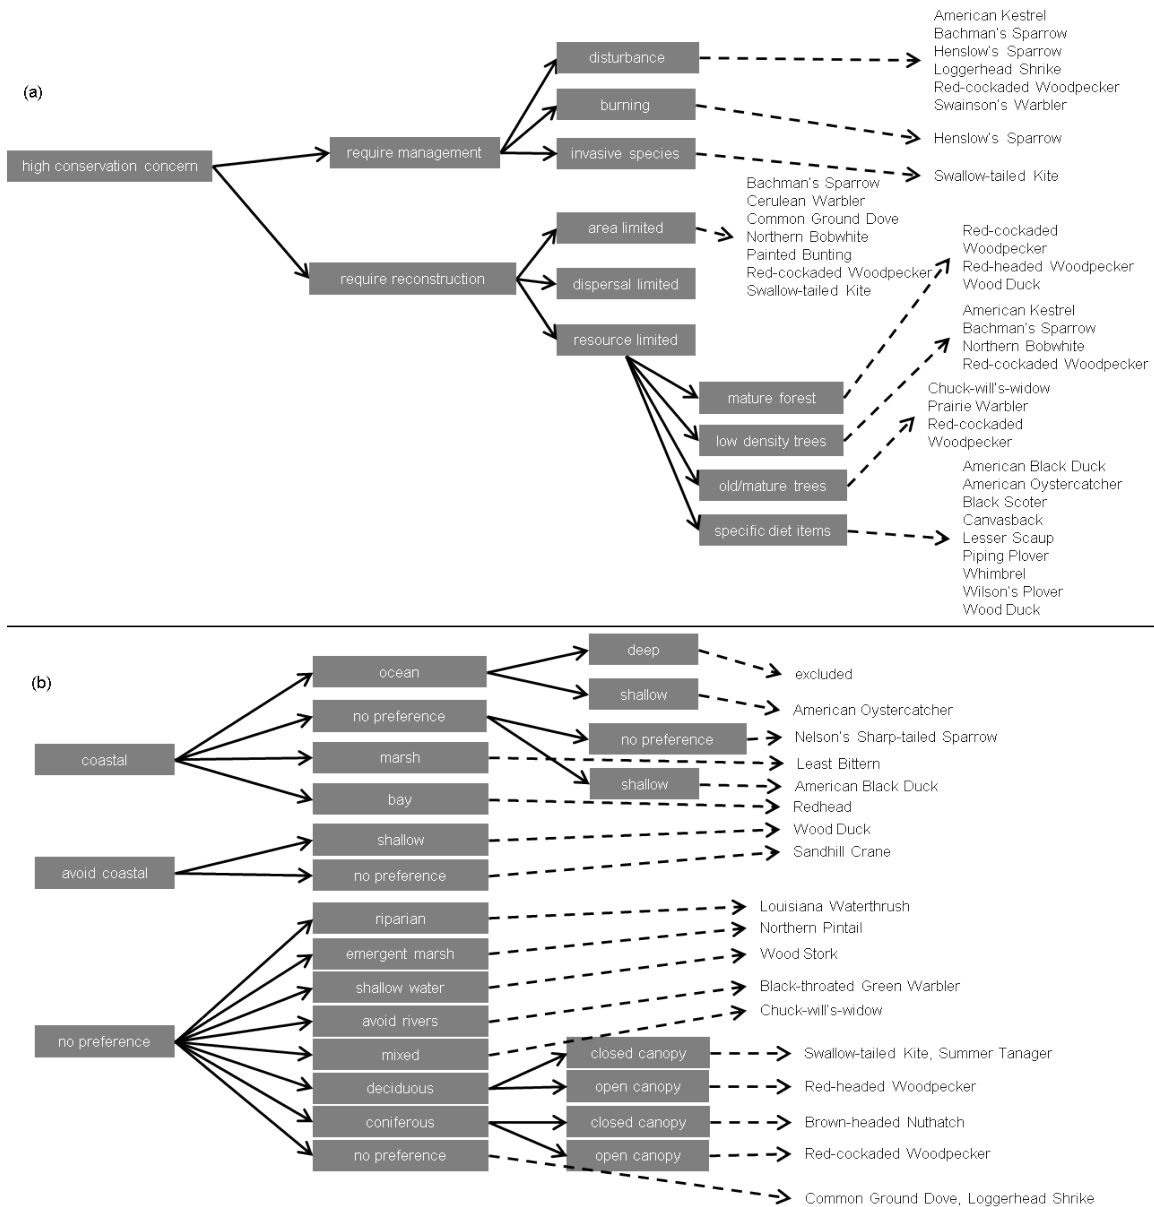 (a)
high conservation concern
require management
require reconstruction
disturbance
burning
invasive species
area limited
dispersal limited
resource limited
mature forest
low density trees
old/mature trees
specific diet items
American Kestrel
Bachman's Sparrow
Henslow's Sparrow
Loggerhead Shrike
Red-cockaded Woodpecker
Swainson's Warbler
Henslow's Sparrow
Swallow-tailed Kite
Bachman's Sparrow
Cerulean Warbler
Common Ground Dove
Northern Bobwhite
Painted Bunting
Red-cockaded Woodpecker
Swallow-tailed Kite
Red-cockaded
Woodpecker
Red-headed Woodpecker
Wood Duck
American Kestrel
Bachman's Sparrow
Northern Bobwhite
Red-cockaded Woodpecker
Chuck-will's-widow
Prairie Warbler
Red-cockaded
Woodpecker
American Black Duck
American Oystercatcher
Black Scoter
Canvasback
Lesser Scaup
Piping Plover
Whimbrel
Wilson's Plover
Wood Duck
(b)
coastal
ocean
no preference
marsh
bay
deep
shallow
no preference
shallow
excluded
American Oystercatcher
Nelson's Sharp-tailed Sparrow
Least Bittern
American Black Duck
Redhead
avoid coastal
shallow
no preference
Wood Duck
Sandhill Crane
no preference
riparian
emergent marsh
shallow water
avoid rivers
mixed
deciduous
coniferous
no preference
closed canopy
open canopy
closed canopy
open canopy
Louisiana Waterthrush
Northern Pintail
Wood Stork
Black-throated Green Warbler
Chuck-will's-widow
Swallow-tailed Kite, Summer Tanager
Red-headed Woodpecker
Brown-headed Nuthatch
Red-cockaded Woodpecker
Common Ground Dove, Loggerhead Shrike